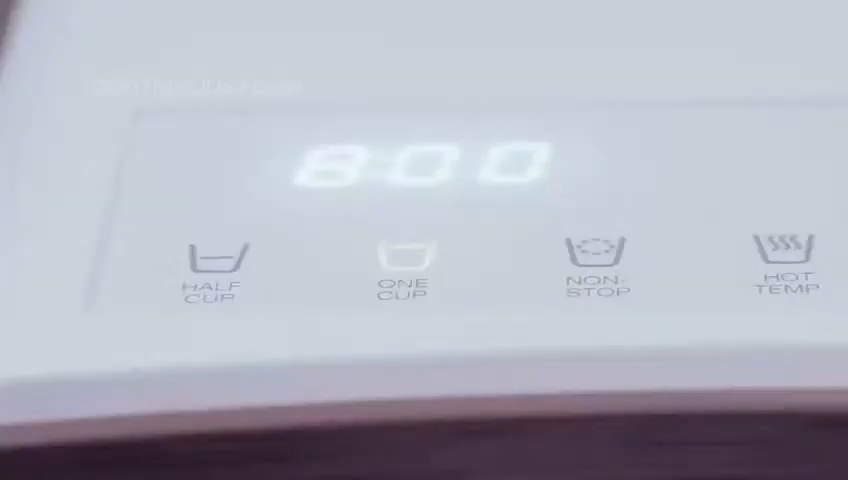 8:00
HALF
CUP
ONE
CUP
NON-
STOP
HOT
TEMP